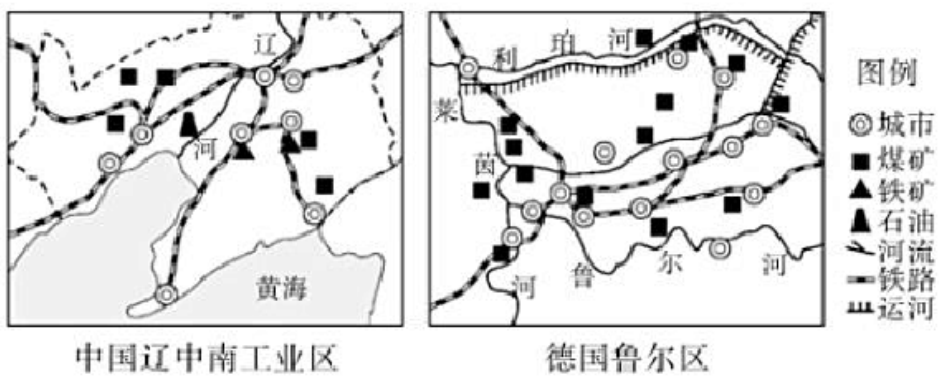 辽
河
黄海
中国辽中南工业区
利珀河
莱茵河
鲁尔河
德国鲁尔区
图例
城市
煤矿
铁矿
石油
河流
铁路
运河